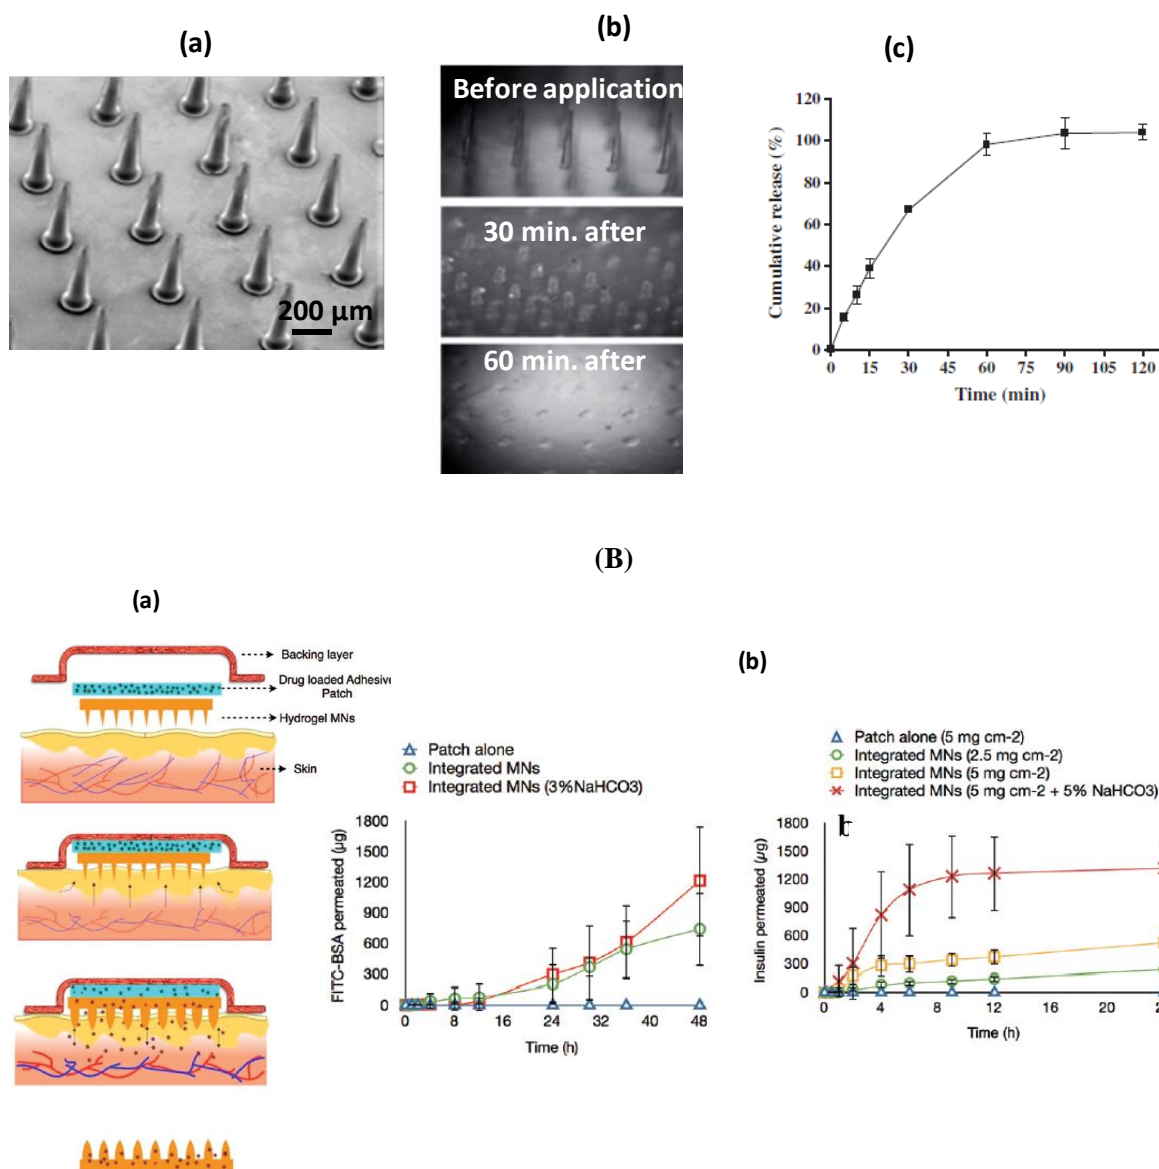 (a)
(b)
(c)
200 μm
Before application
30 min. after
60 min. after
Cumulative release (%)
120
100
80
60
40
20
0
0 15 30 45 60 75 90 105 120
Time (min)
(B)
(a)
Backing layer
Drug loaded Adhesive
Patch
Hydrogel MNs
Skin
Patch alone
Integrated MNs
Integrated MNs (3%NaHCO3)
FITC-BSA permeated (µg)
1800
1500
1200
900
600
300
0
0 8 16 24 32 40 48
Time (h)
(b)
Patch alone (5 mg cm-2)
Integrated MNs (2.5 mg cm-2)
Integrated MNs (5 mg cm-2)
Integrated MNs (5 mg cm-2 + 5% NaHCO3)
b
Insulin permeated (µg)
1800
1500
1200
900
600
300
0
0 4 8 12 16 20
Time (h)